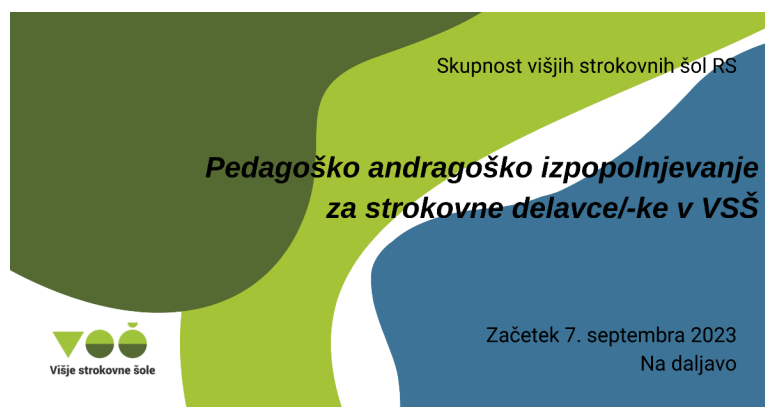 Skupnost višjih strokovnih šol RS
Pedagoško andragoško izpopolnjevanje
za strokovne delavce/-ke v VSŠ
Začetek 7. septembra 2023
Na daljavo
VOČ
Višje strokovne šole